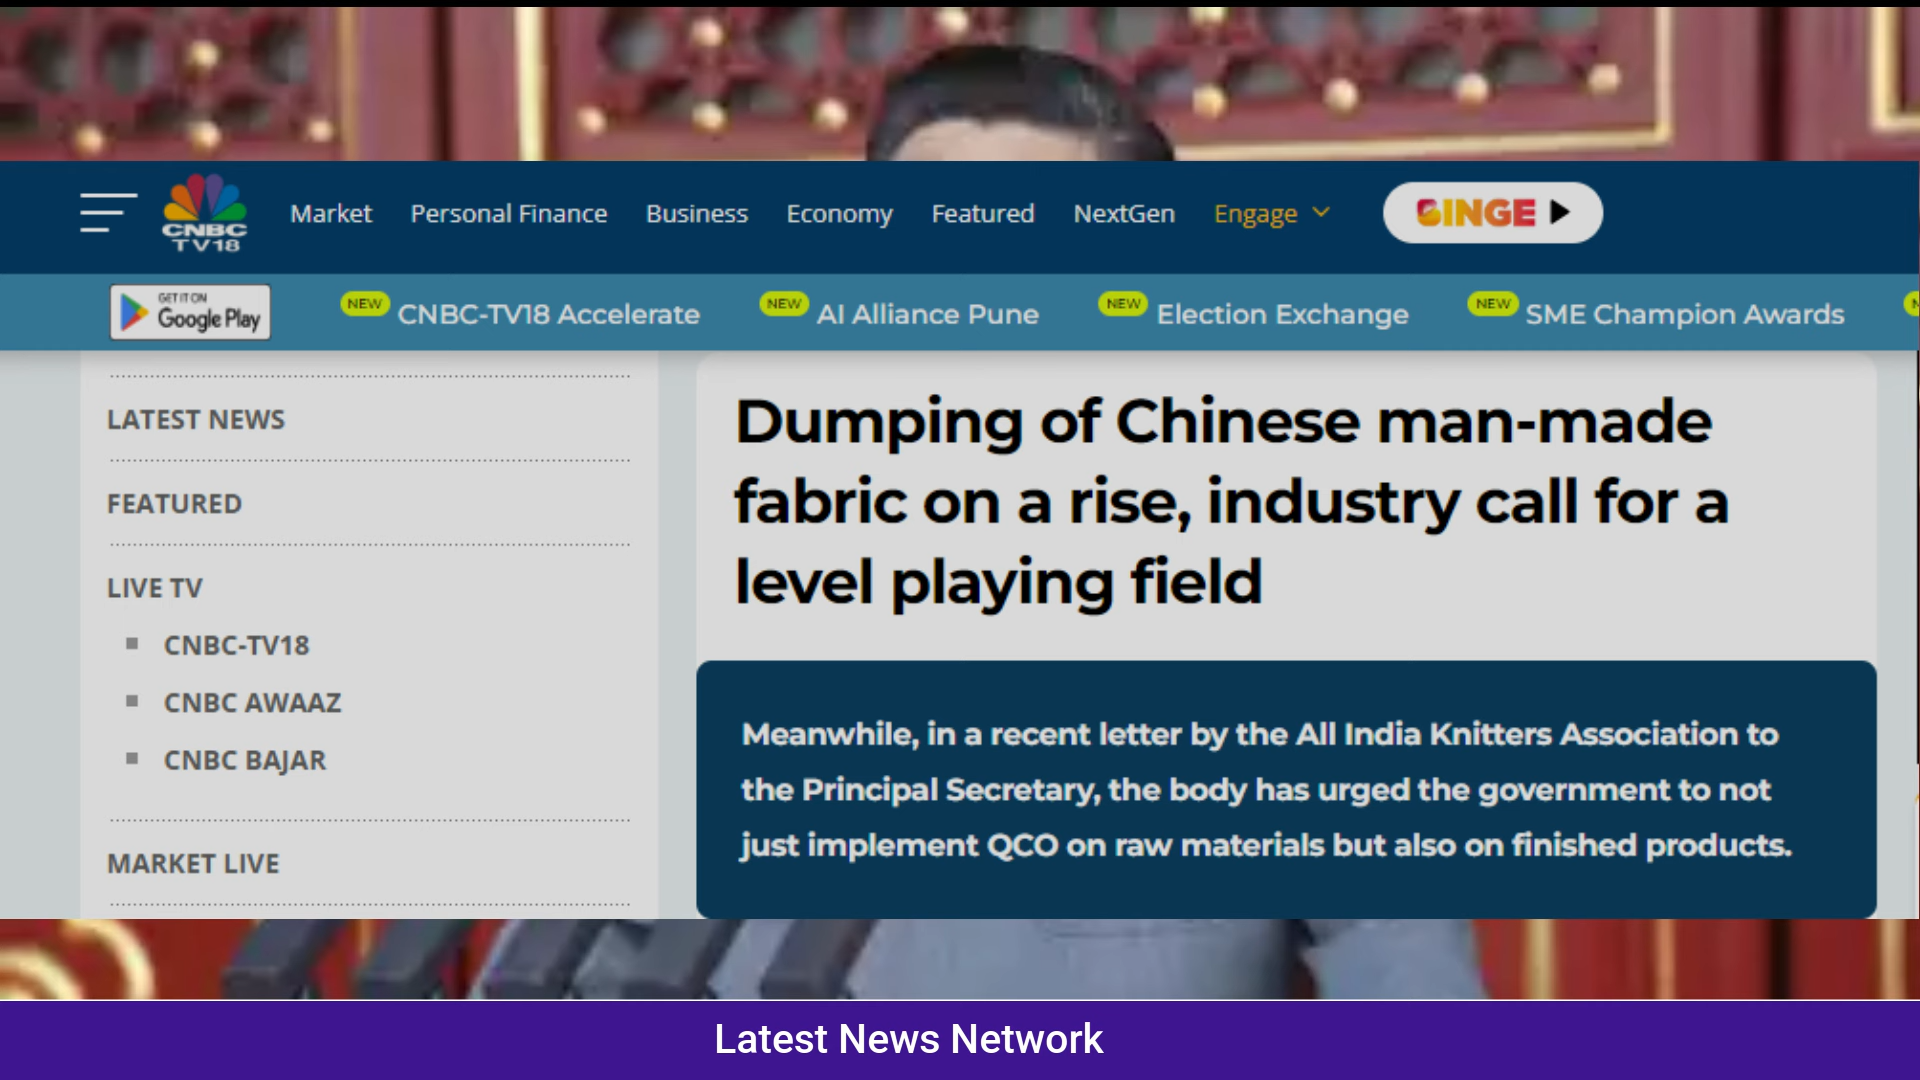 CNBC
TV18
Market
Personal Finance
Business
Economy
Featured
NextGen
Engage
BINGE
GET IT ON
Google Play
NEW
CNBC-TV18 Accelerate
NEW
AI Alliance Pune
NEW
Election Exchange
NEW
SME Champion Awards
LATEST NEWS
FEATURED
LIVE TV
CNBC-TV18
CNBC AWAAZ
CNBC BAJAR
MARKET LIVE
Dumping of Chinese man-made
fabric on a rise, industry call for a
level playing field
Meanwhile, in a recent letter by the All India Knitters Association to
the Principal Secretary, the body has urged the government to not
just implement QCO on raw materials but also on finished products.
Latest News Network